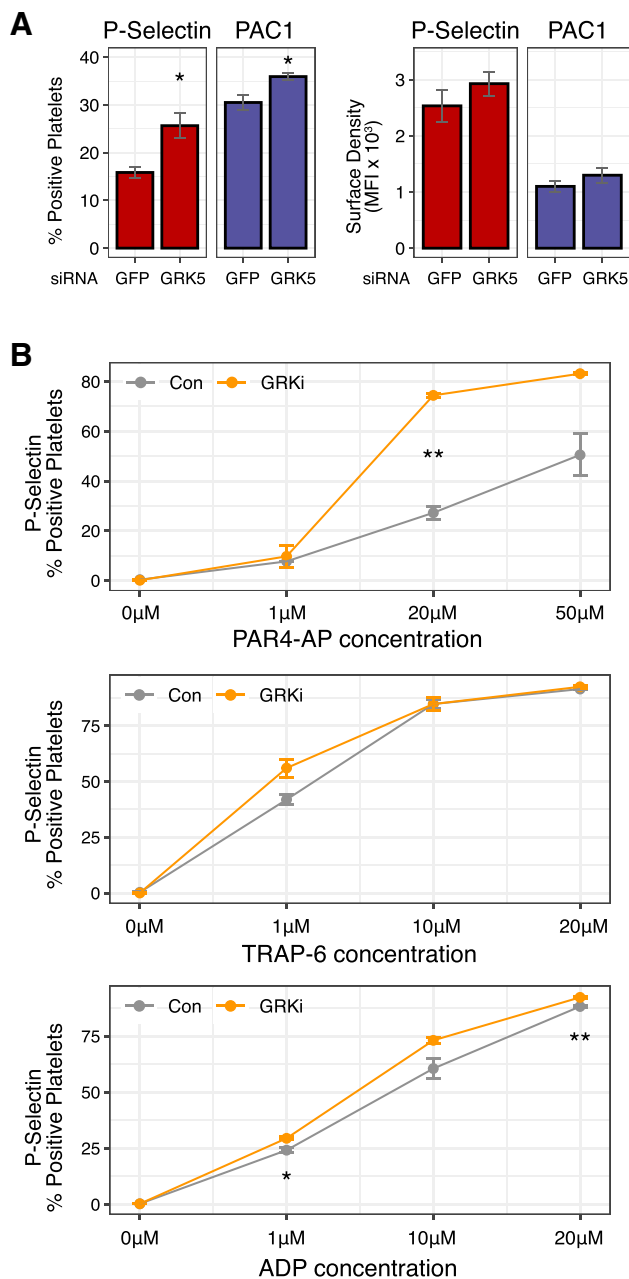 A
P-Selectin PAC1
% Positive Platelets
40
30
20
10
0
* *
siRNA GFP GRK5 GFP GRK5
P-Selectin PAC1
Surface Density
(MFI x 10³)
3
2
1
0
siRNA GFP GRK5 GFP GRK5
B
P-Selectin
% Positive Platelets
Con GRKi
80
60
40
20
0
**
0µM 1µM 20µM 50µM
PAR4-AP concentration
P-Selectin
% Positive Platelets
Con GRKi
75
50
25
0
0µM 1µM 10µM 20µM
TRAP-6 concentration
P-Selectin
% Positive Platelets
Con GRKi
75
50
25
0
**
*
0µM 1µM 10µM 20µM
ADP concentration